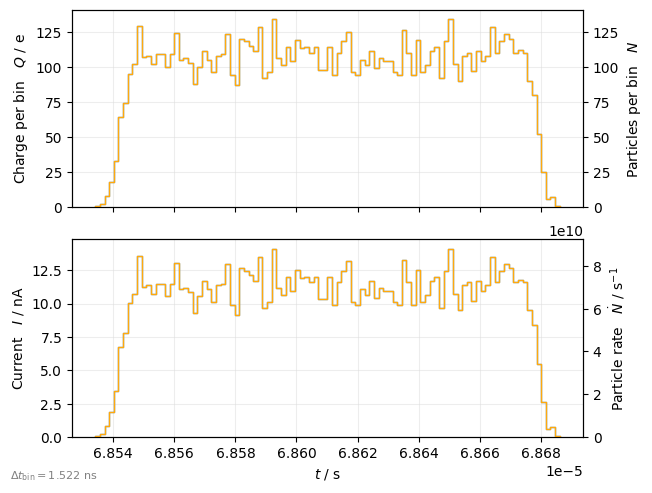 125
100
75
50
25
0
Charge per bin Q / e
125
100
75
50
25
0
Particles per bin N
1e10
12.5
10.0
7.5
5.0
2.5
0.0
Current I / nA
8
6
4
2
0
Particle rate Ṅ / s⁻¹
6.854 6.856 6.858 6.860 6.862 6.864 6.866 6.868
t / s
1e−5
Δt_bin = 1.522 ns